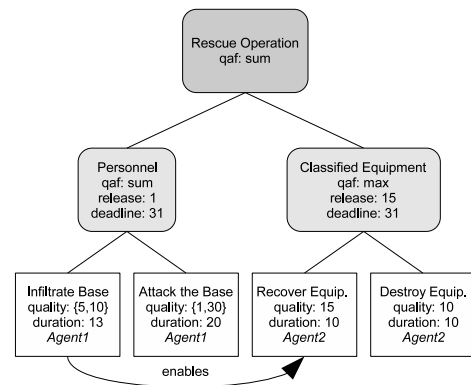 Rescue Operation
qaf: sum
Personnel
qaf: sum
release: 1
deadline: 31
Classified Equipment
qaf: max
release: 15
deadline: 31
Infiltrate Base
quality: {5,10}
duration: 13
Agent1
Attack the Base
quality: {1,30}
duration: 20
Agent1
Recover Equip.
quality: 15
duration: 10
Agent2
Destroy Equip.
quality: 10
duration: 10
Agent2
enables